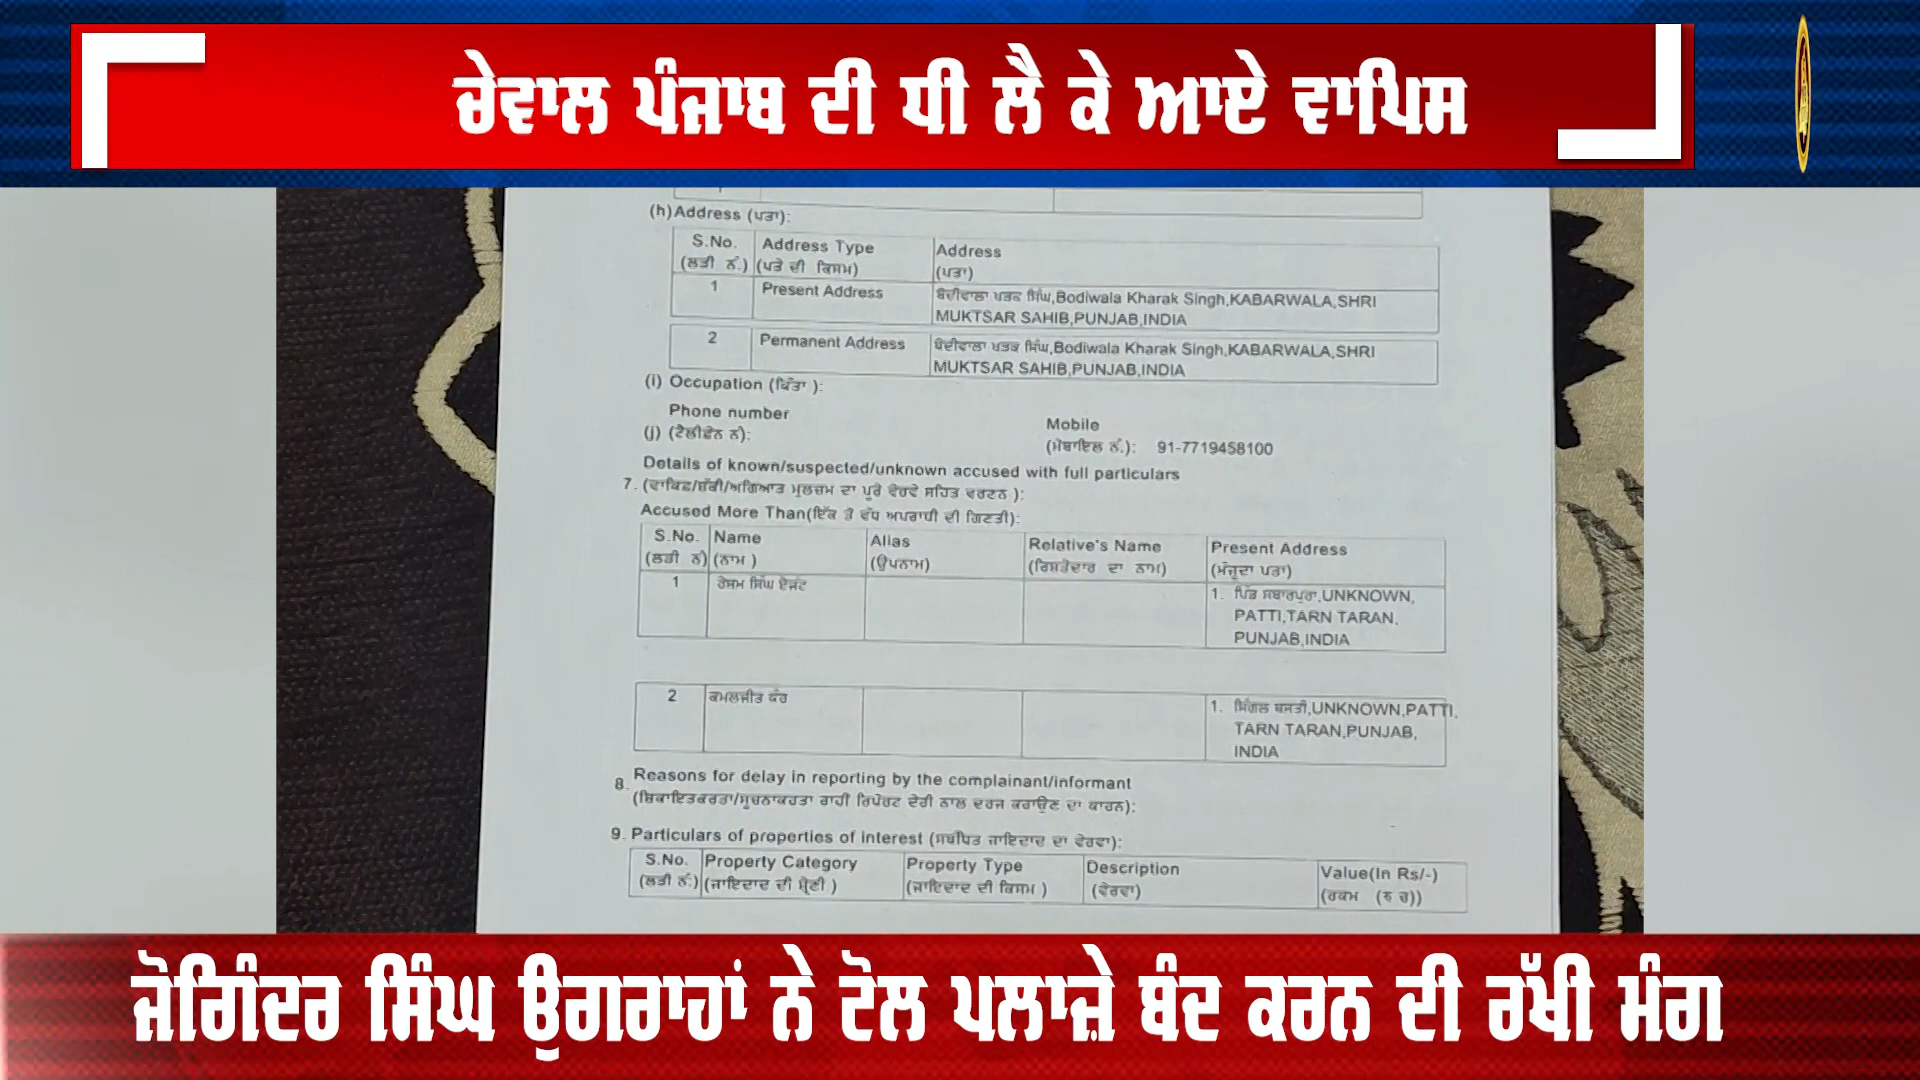 ਚੇਵਾਲ ਪੰਜਾਬ ਦੀ ਧੀ ਲੈ ਕੇ ਆਏ ਵਾਪਿਸ
(h) Address (ਪਤਾ):
S.No. (ਲੜੀ ਨੰ.) Address Type (ਪਤੇ ਦੀ ਕਿਸਮ) Address (ਪਤਾ)
1 Present Address ਬੋਦੀਵਾਲਾ ਖੜਕ ਸਿੰਘ,Bodiwala Kharak Singh,KABARWALA,SHRI
MUKTSAR SAHIB,PUNJAB,INDIA
2 Permanent Address ਬੋਦੀਵਾਲਾ ਖੜਕ ਸਿੰਘ,Bodiwala Kharak Singh,KABARWALA,SHRI
MUKTSAR SAHIB,PUNJAB,INDIA
(i) Occupation (ਕਿੱਤਾ ):
Phone number
(j) (ਟੈਲੀਫੋਨ ਨੰ):
Mobile
(ਮੋਬਾਇਲ ਨੰ.): 91-7719458100
Details of known/suspected/unknown accused with full particulars
7. (ਵਾਕਿਫ/ਸ਼ੱਕੀ/ਅਗਿਆਤ ਮੁਲਜ਼ਮ ਦਾ ਪੂਰੇ ਵੇਰਵੇ ਸਹਿਤ ਵਰਣਨ ):
Accused More Than(ਇੱਕ ਤੋਂ ਵੱਧ ਅਪਰਾਧੀ ਦੀ ਗਿਣਤੀ):
S.No. (ਲੜੀ ਨੰ) Name (ਨਾਮ ) Alias (ਉਪਨਾਮ) Relative's Name (ਰਿਸ਼ਤੇਦਾਰ ਦਾ ਨਾਮ) Present Address (ਮੌਜੂਦਾ ਪਤਾ)
1 ਰੇਸ਼ਮ ਸਿੰਘ ਏਜੰਟ 1. ਪਿੰਡ ਸਭਾਰਪੁਰਾ,UNKNOWN,
PATTI,TARN TARAN,
PUNJAB,INDIA
2 ਕਮਲਜੀਤ ਕੌਰ 1. ਸਿੰਗਲ ਬਸਤੀ,UNKNOWN,PATTI,
TARN TARAN,PUNJAB,
INDIA
8. Reasons for delay in reporting by the complainant/informant
(ਸ਼ਿਕਾਇਤਕਰਤਾ/ਸੂਚਨਾਕਰਤਾ ਰਾਹੀਂ ਰਿਪੋਰਟ ਦੇਰੀ ਨਾਲ ਦਰਜ ਕਰਾਉਣ ਦਾ ਕਾਰਨ):
9. Particulars of properties of interest (ਸਬੰਧਿਤ ਜਾਇਦਾਦ ਦਾ ਵੇਰਵਾ):
S.No. (ਲੜੀ ਨੰ.) Property Category (ਜਾਇਦਾਦ ਦੀ ਸ਼੍ਰੇਣੀ ) Property Type (ਜਾਇਦਾਦ ਦੀ ਕਿਸਮ ) Description (ਵੇਰਵਾ) Value(In Rs/-) (ਰਕਮ (ਰੁ ਚ))
ਜੋਗਿੰਦਰ ਸਿੰਘ ਉਗਰਾਹਾਂ ਨੇ ਟੋਲ ਪਲਾਜ਼ੇ ਬੰਦ ਕਰਨ ਦੀ ਰੱਖੀ ਮੰਗ